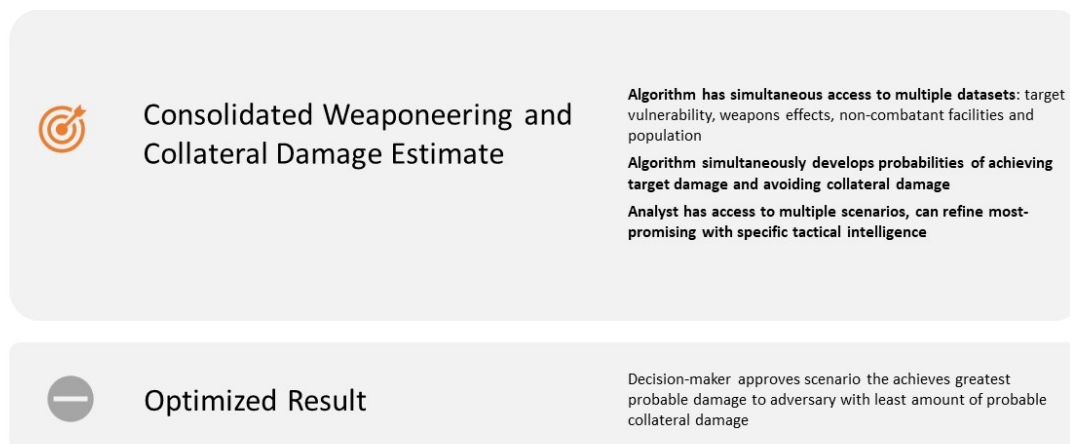 Consolidated Weaponeering and
Collateral Damage Estimate
Algorithm has simultaneous access to multiple datasets: target
vulnerability, weapons effects, non-combatant facilities and
population
Algorithm simultaneously develops probabilities of achieving
target damage and avoiding collateral damage
Analyst has access to multiple scenarios, can refine most-
promising with specific tactical intelligence
Optimized Result
Decision-maker approves scenario the achieves greatest
probable damage to adversary with least amount of probable
collateral damage